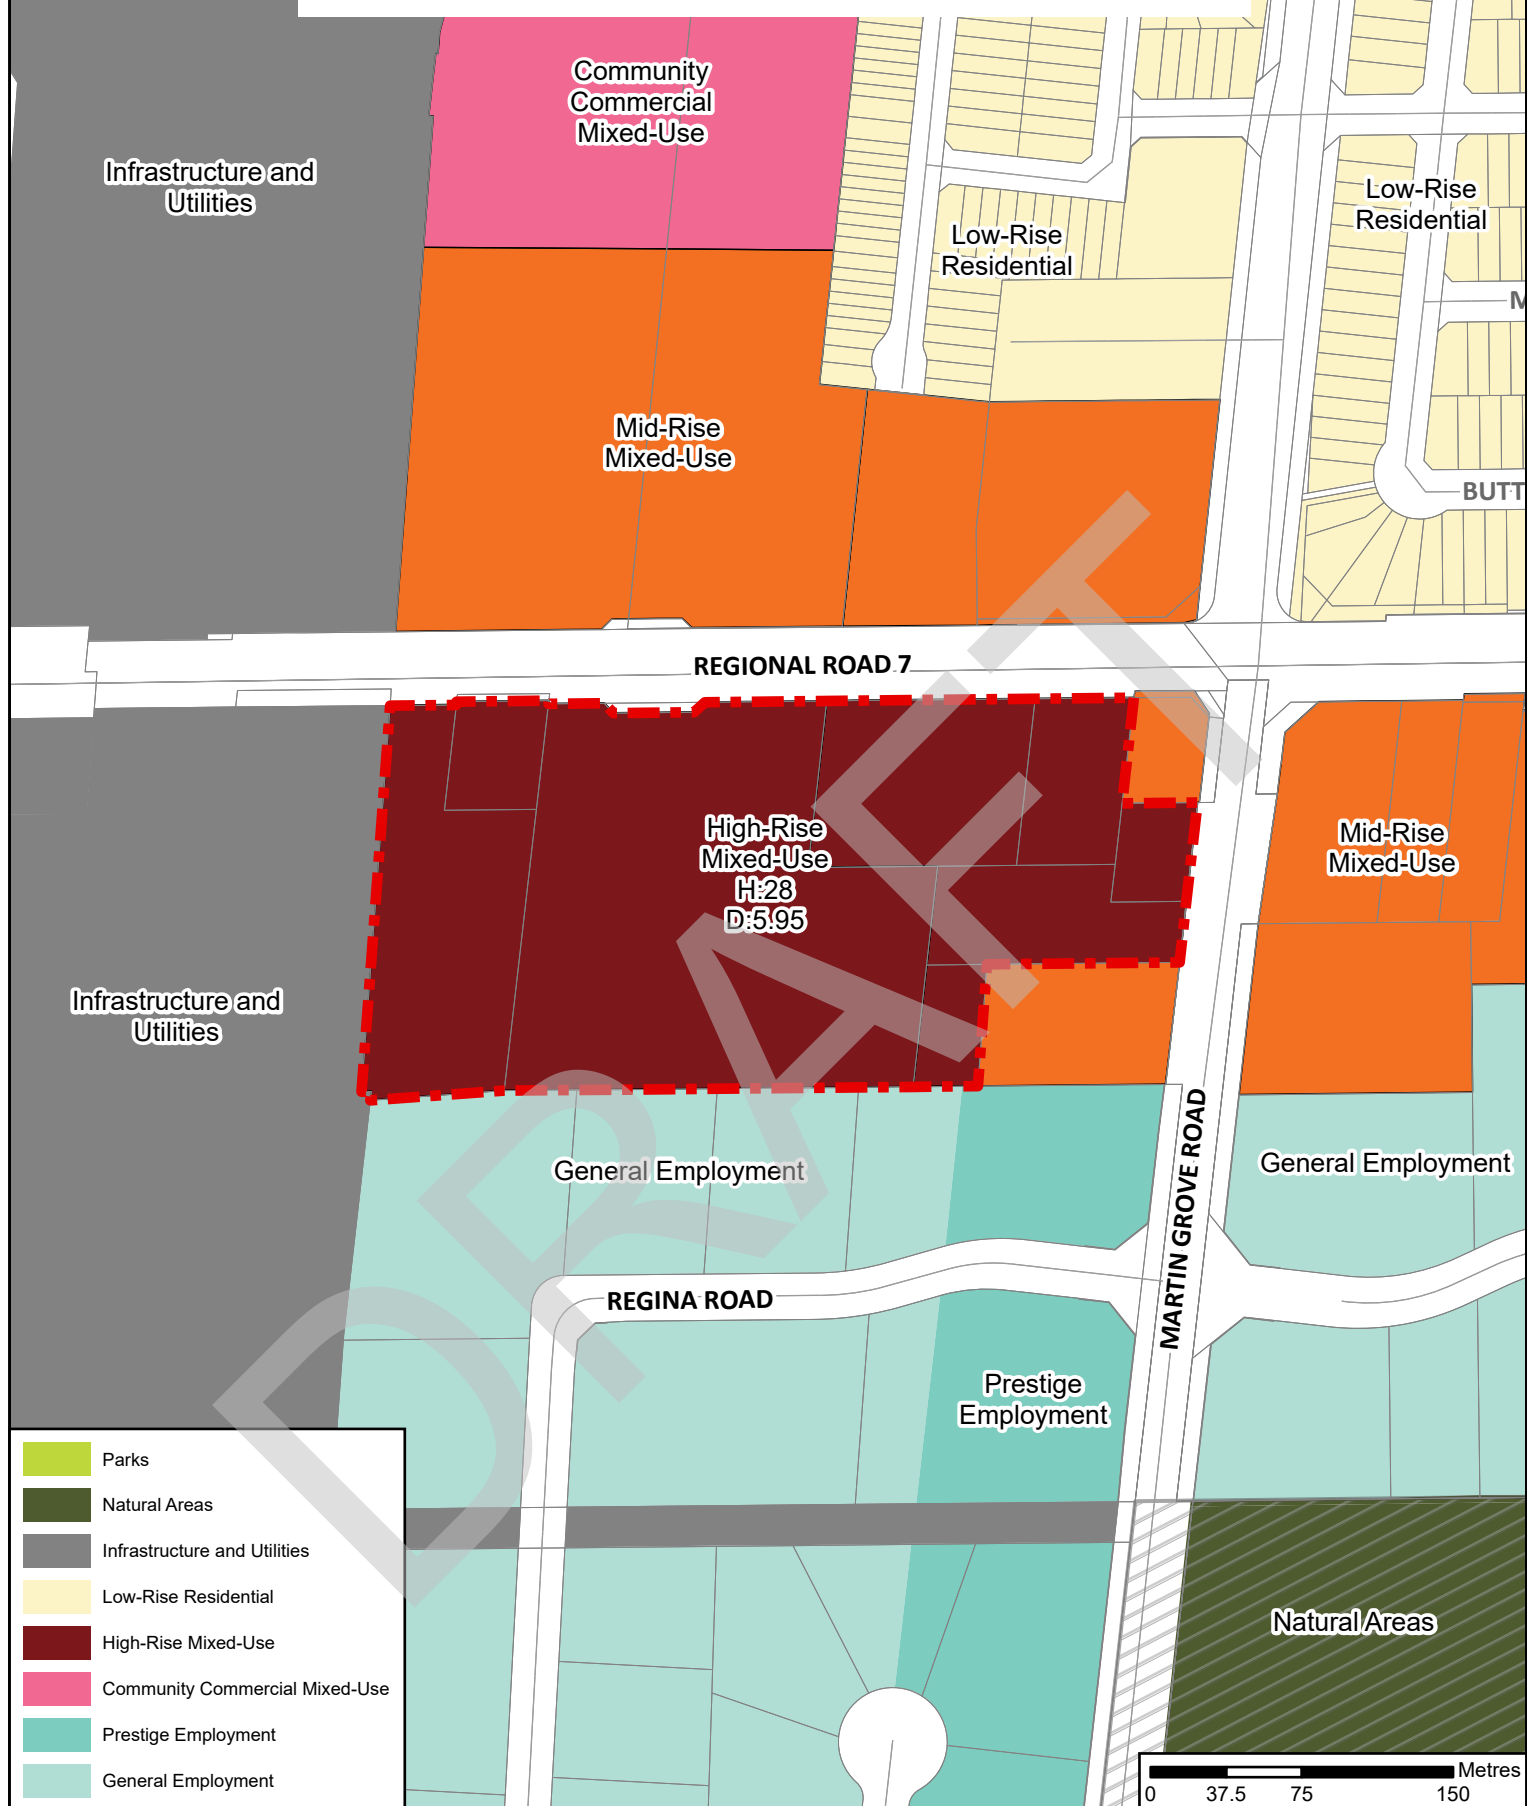 Community
Commercial
Mixed-Use
Infrastructure and
Utilities
Low-Rise
Residential
Low-Rise
Residential
M
Mid-Rise
Mixed-Use
BUTT
REGIONAL ROAD 7
High-Rise
Mixed-Use
H:28
D:5.95
Mid-Rise
Mixed-Use
Infrastructure and
Utilities
General Employment
General Employment
MARTIN GROVE ROAD
REGINA ROAD
Prestige
Employment
DRAFT
Natural Areas
Parks
Natural Areas
Infrastructure and Utilities
Low-Rise Residential
High-Rise Mixed-Use
Community Commercial Mixed-Use
Prestige Employment
General Employment
Metres
0 37.5 75 150